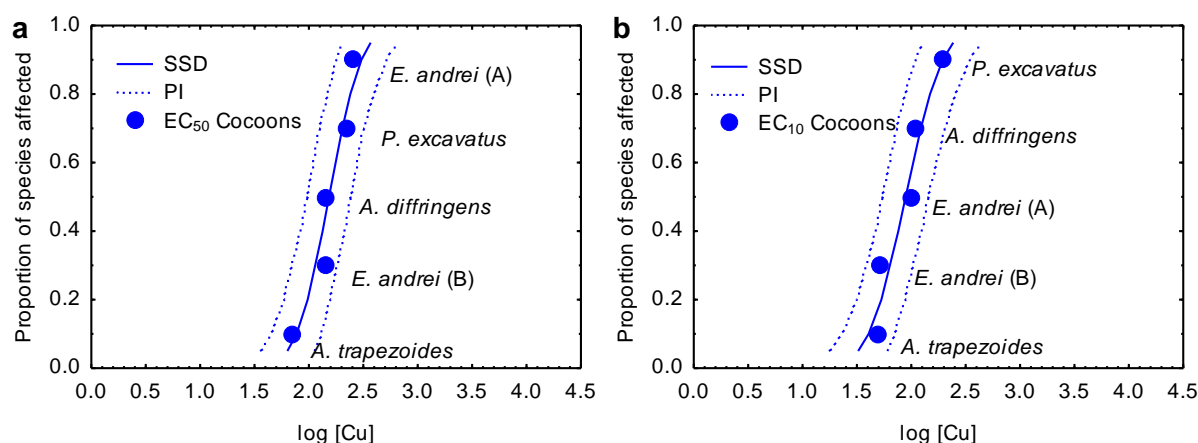 a
Proportion of species affected
1.0
0.8
0.6
0.4
0.2
0.0
SSD
PI
EC50 Cocoons
E. andrei (A)
P. excavatus
A. diffringens
E. andrei (B)
A. trapezoides
0.0 0.5 1.0 1.5 2.0 2.5 3.0 3.5 4.0 4.5
log [Cu]
b
Proportion of species affected
1.0
0.8
0.6
0.4
0.2
0.0
SSD
PI
EC10 Cocoons
P. excavatus
A. diffringens
E. andrei (A)
E. andrei (B)
A. trapezoides
0.0 0.5 1.0 1.5 2.0 2.5 3.0 3.5 4.0 4.5
log [Cu]